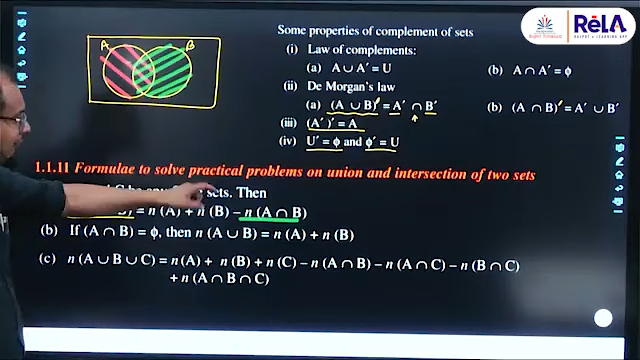 Some properties of complement of sets
(i) Law of complements:
(a) A ∪ A′ = U (b) A ∩ A′ = ϕ
(ii) De Morgan's law
(a) (A ∪ B)′ = A′ ∩ B′ (b) (A ∩ B)′ = A′ ∪ B′
(iii) (A′)′ = A
(iv) U′ = ϕ and ϕ′ = U
A B
1.1.11 Formulae to solve practical problems on union and intersection of two sets
sets. Then
B) = n (A) + n (B) – n (A ∩ B)
(b) If (A ∩ B) = ϕ, then n (A ∪ B) = n (A) + n (B)
(c) n (A ∪ B ∪ C) = n(A) + n(B) + n(C) – n(A ∩ B) – n(A ∩ C) – n(B ∩ C)
+ n(A ∩ B ∩ C)
RELA